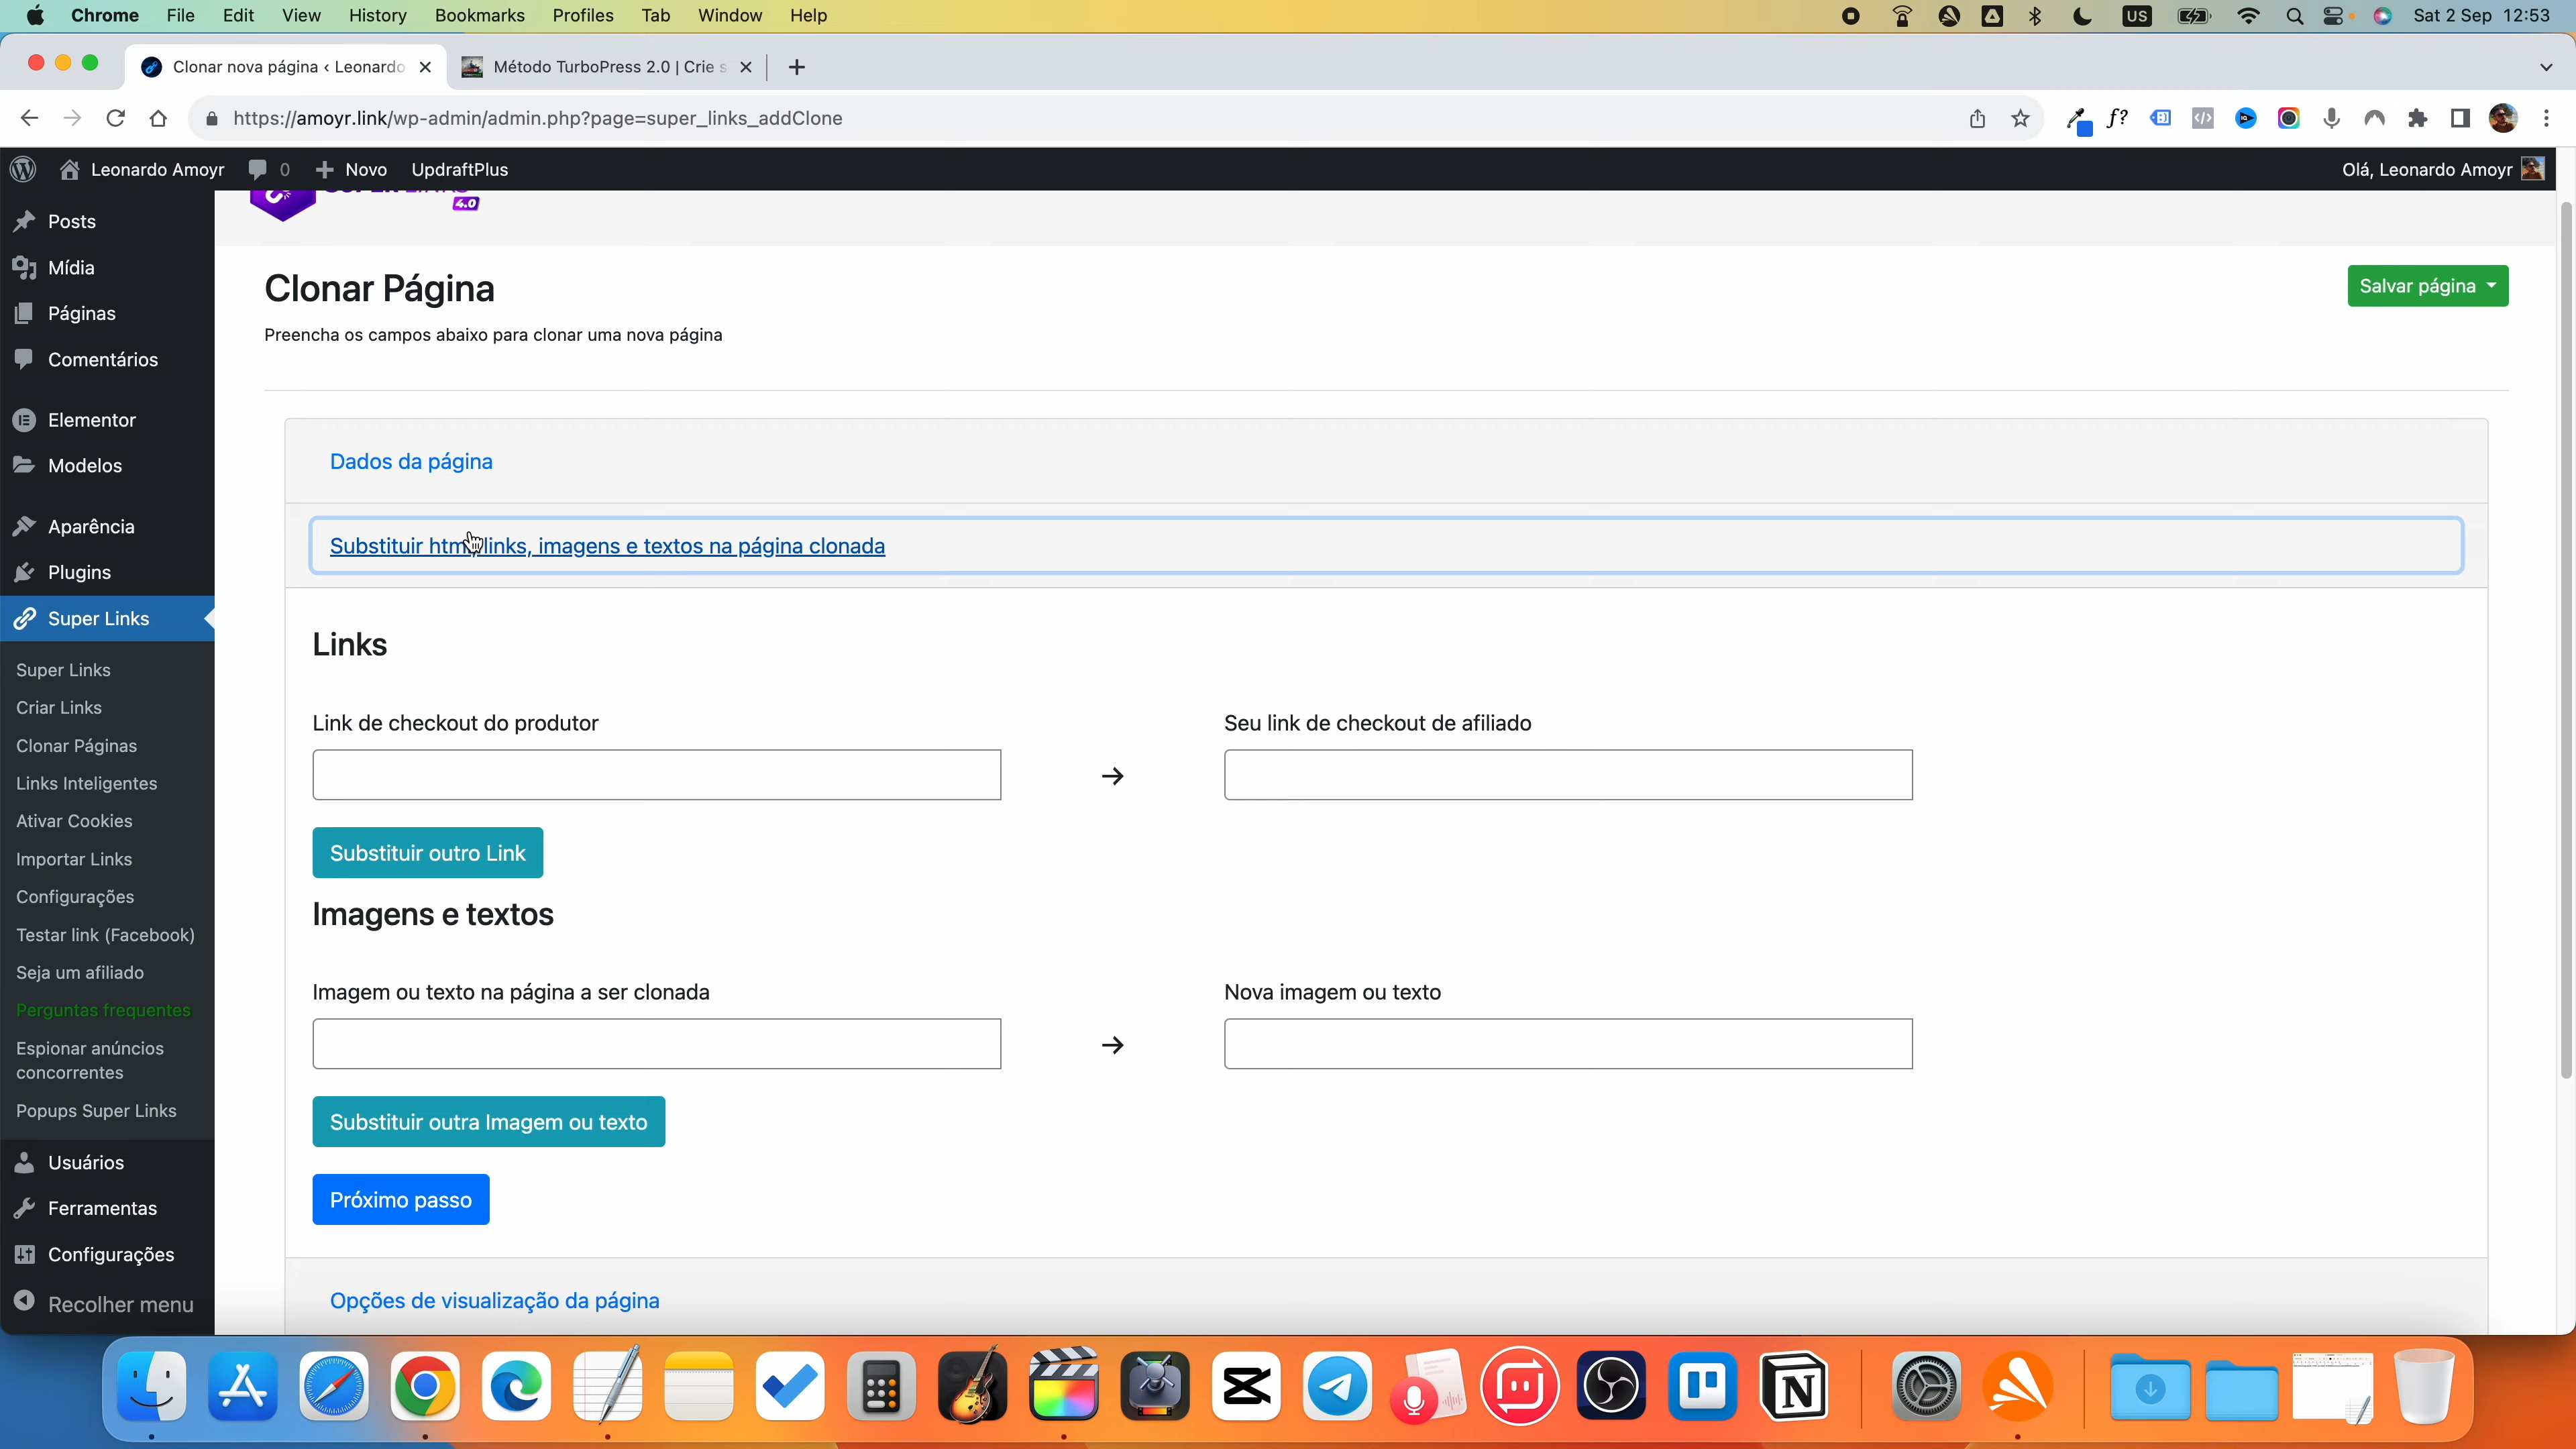 Chrome File Edit View History Bookmarks Profiles Tab Window Help US Sat 2 Sep 12:53
Clonar nova página ‹ Leonardo Método TurboPress 2.0 | Crie s
https://amoyr.link/wp-admin/admin.php?page=super_links_addClone
Leonardo Amoyr 0 Novo UpdraftPlus Olá, Leonardo Amoyr
4.0
Posts
Mídia
Páginas
Comentários
Elementor
Modelos
Aparência
Plugins
Super Links
Super Links
Criar Links
Clonar Páginas
Links Inteligentes
Ativar Cookies
Importar Links
Configurações
Testar link (Facebook)
Seja um afiliado
Perguntas frequentes
Espionar anúncios
concorrentes
Popups Super Links
Usuários
Ferramentas
Configurações
Recolher menu
Clonar Página
Salvar página
Preencha os campos abaixo para clonar uma nova página
Dados da página
Substituir html, links, imagens e textos na página clonada
Links
Link de checkout do produtor
Seu link de checkout de afiliado
Substituir outro Link
Imagens e textos
Imagem ou texto na página a ser clonada
Nova imagem ou texto
Substituir outra Imagem ou texto
Próximo passo
Opções de visualização da página